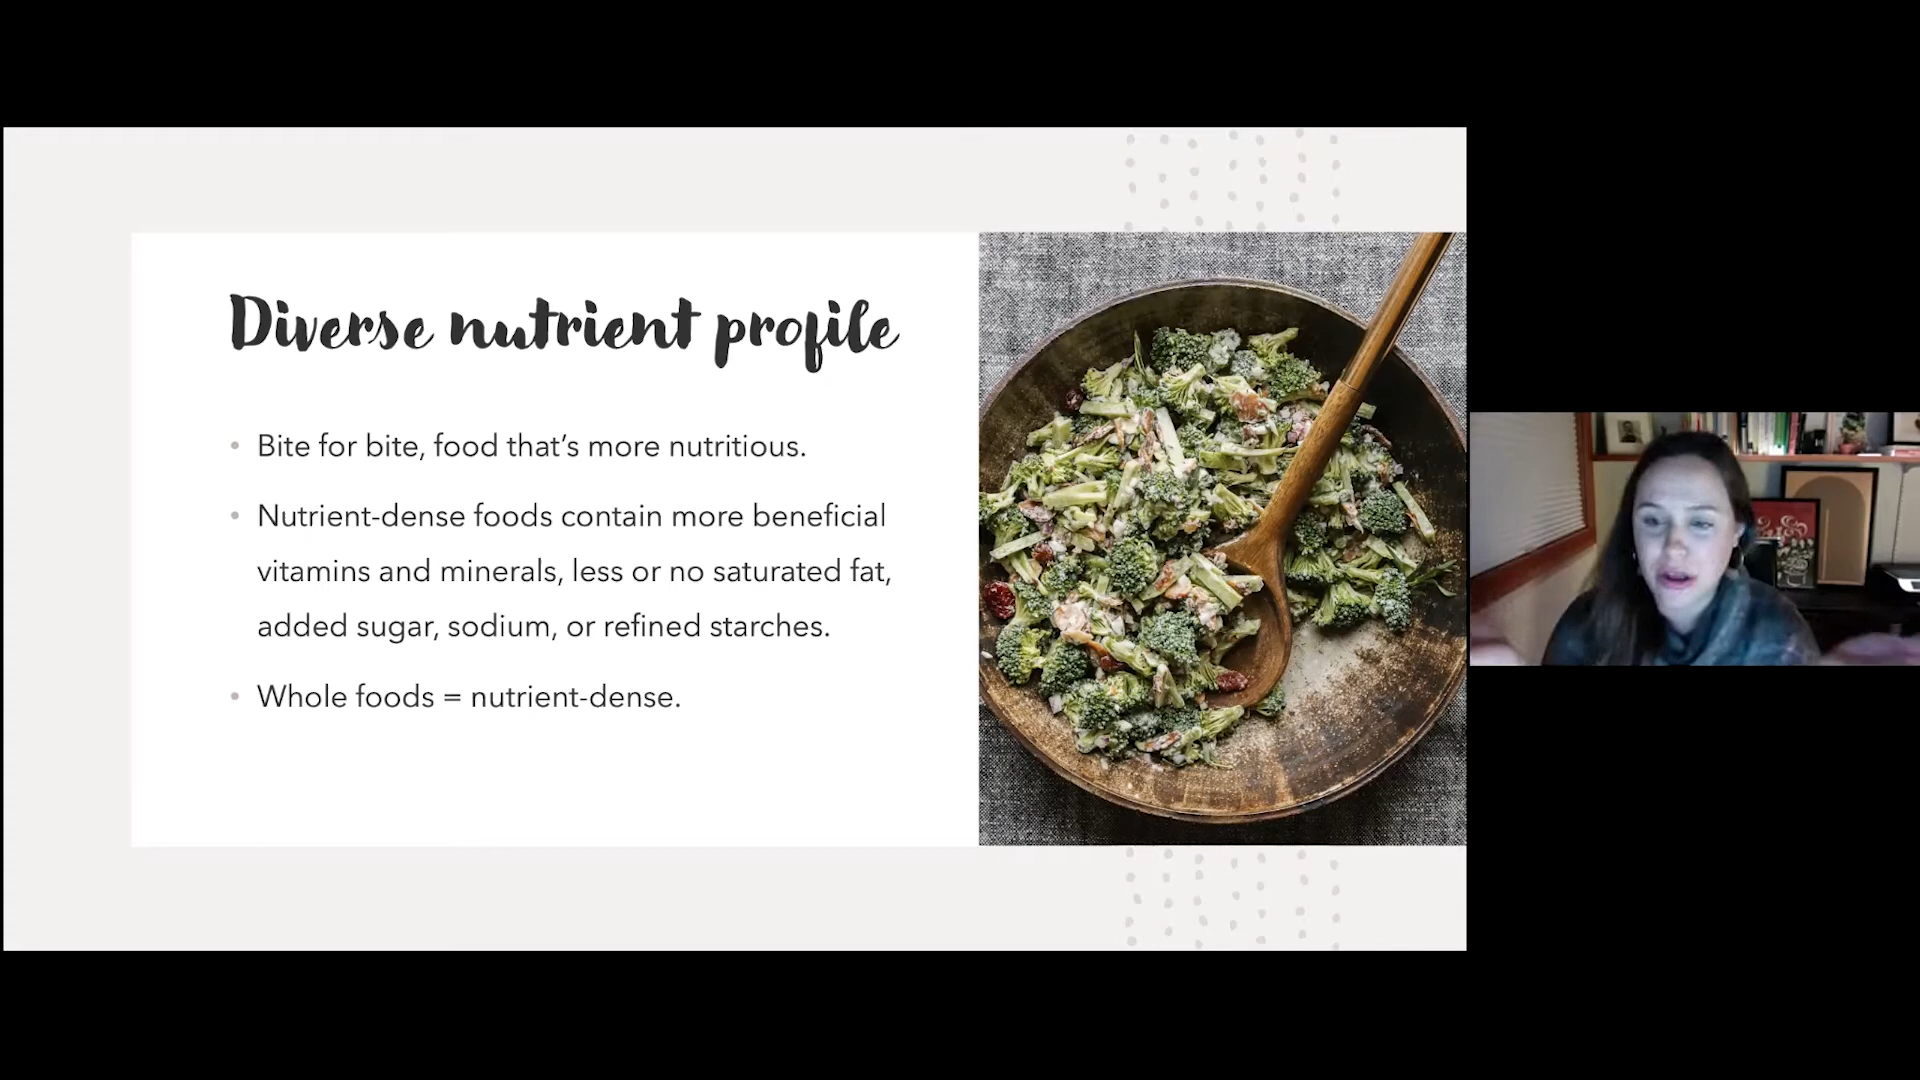 Diverse nutrient profile
• Bite for bite, food that’s more nutritious.
• Nutrient-dense foods contain more beneficial
vitamins and minerals, less or no saturated fat,
added sugar, sodium, or refined starches.
• Whole foods = nutrient-dense.